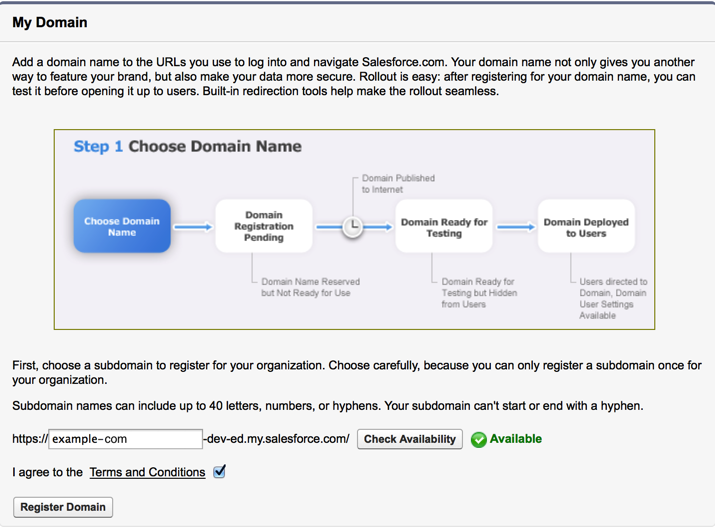 My Domain
Add a domain name to the URLs you use to log into and navigate Salesforce.com. Your domain name not only gives you another
way to feature your brand, but also make your data more secure. Rollout is easy: after registering for your domain name, you can
test it before opening it up to users. Built-in redirection tools help make the rollout seamless.
Step 1 Choose Domain Name
Domain Published
to Internet
Choose Domain
Name
Domain
Registration
Pending
Domain Ready for
Testing
Domain Deployed
to Users
Domain Name Reserved
but Not Ready for Use
Domain Ready for
Testing but Hidden
from Users
Users directed to
Domain, Domain
User Settings
Available
First, choose a subdomain to register for your organization. Choose carefully, because you can only register a subdomain once for
your organization.
Subdomain names can include up to 40 letters, numbers, or hyphens. Your subdomain can't start or end with a hyphen.
https:// example-com -dev-ed.my.salesforce.com/ Check Availability Available
I agree to the Terms and Conditions
Register Domain